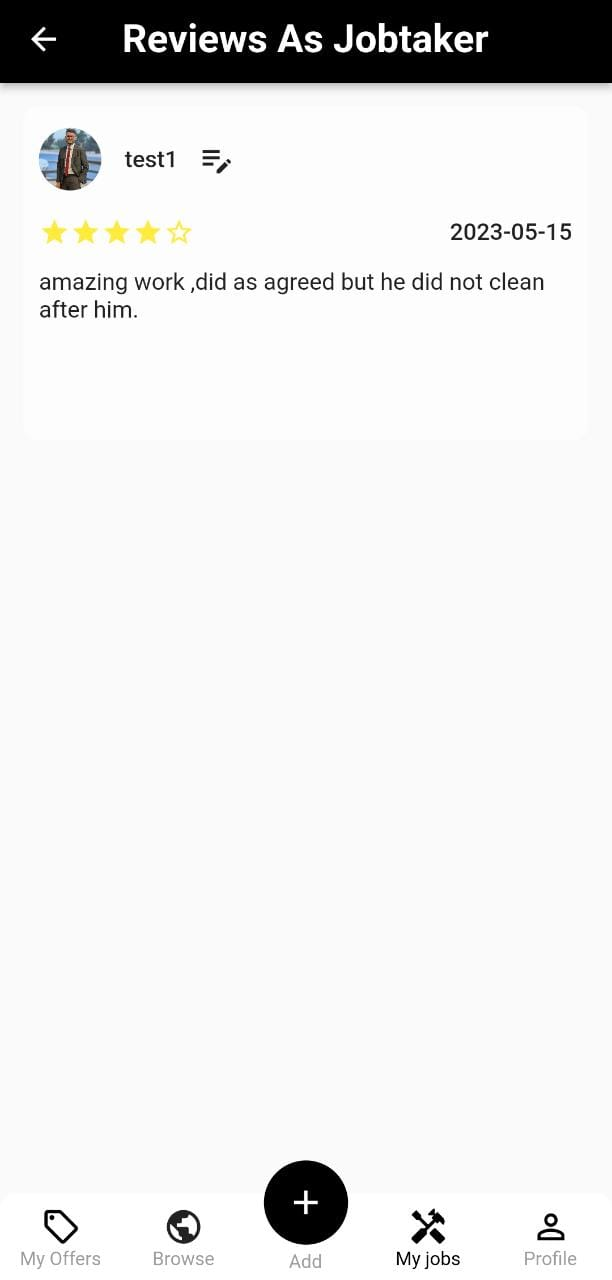 Reviews As Jobtaker
test1
2023-05-15
amazing work ,did as agreed but he did not clean
after him.
My Offers
Browse
Add
My jobs
Profile